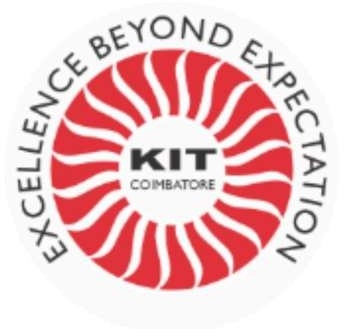 EXCELLENCE BEYOND EXPECTATION
KIT
COIMBATORE